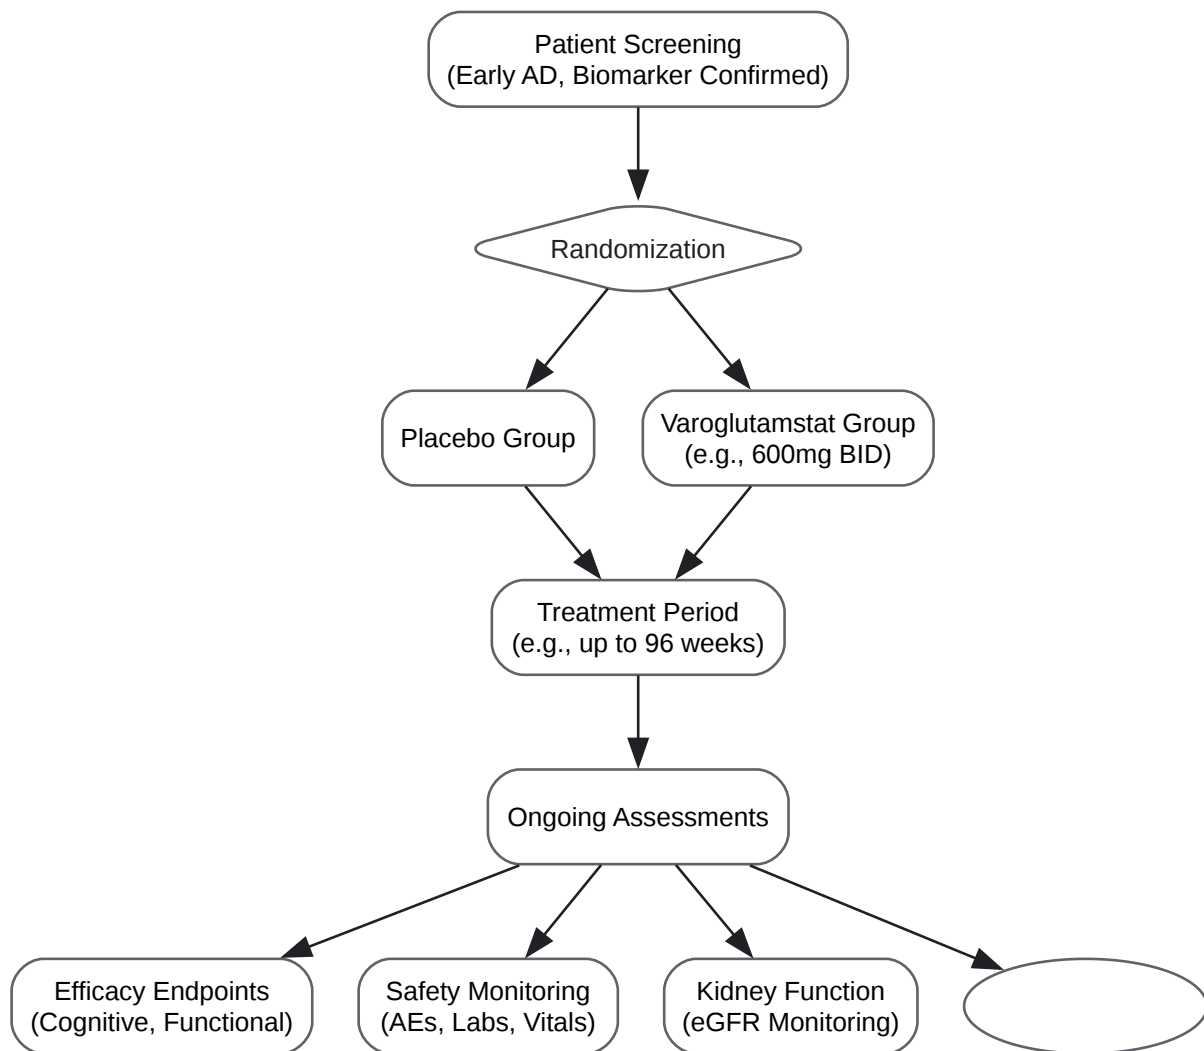 Patient Screening
(Early AD, Biomarker Confirmed)
Randomization
Placebo Group
Varoglutamstat Group
(e.g., 600mg BID)
Treatment Period
(e.g., up to 96 weeks)
Ongoing Assessments
Efficacy Endpoints
(Cognitive, Functional)
Safety Monitoring
(AEs, Labs, Vitals)
Kidney Function
(eGFR Monitoring)